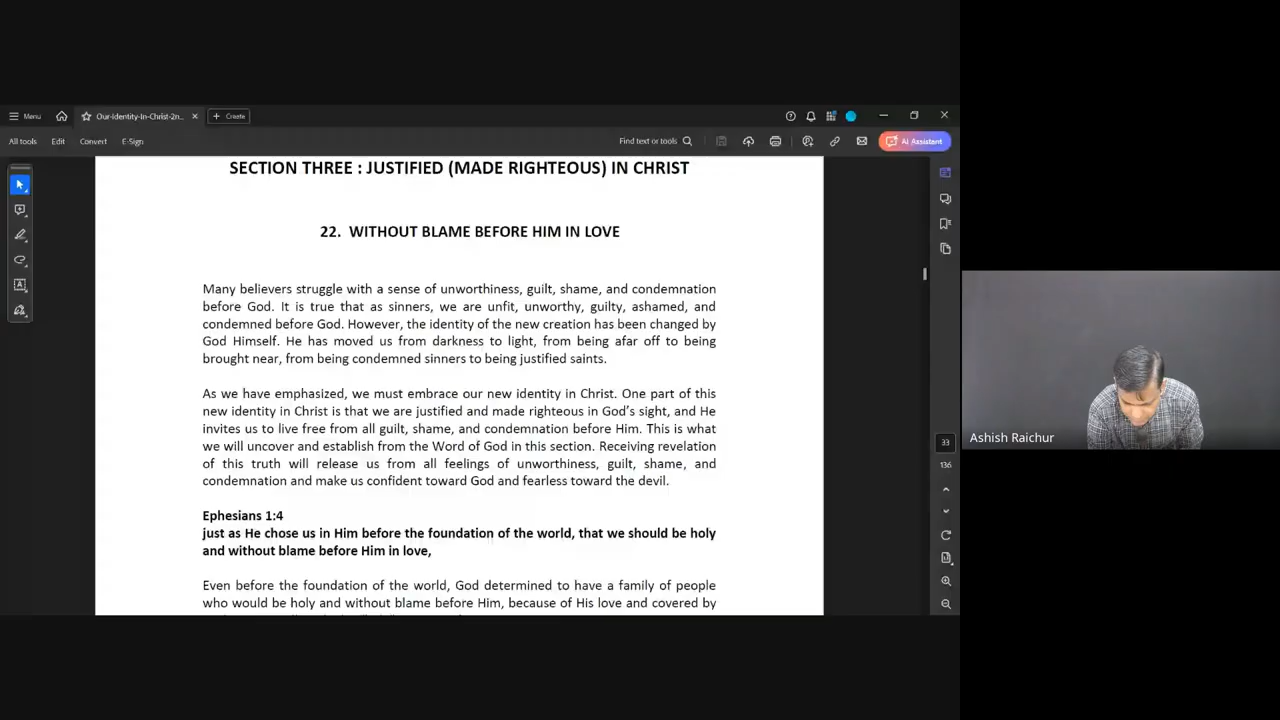 Menu
Our-Identity-In-Christ-2n...
Create
All tools
Edit
Convert
E-Sign
Find text or tools
AI Assistant
SECTION THREE : JUSTIFIED (MADE RIGHTEOUS) IN CHRIST
22. WITHOUT BLAME BEFORE HIM IN LOVE
Many believers struggle with a sense of unworthiness, guilt, shame, and condemnation
before God. It is true that as sinners, we are unfit, unworthy, guilty, ashamed, and
condemned before God. However, the identity of the new creation has been changed by
God Himself. He has moved us from darkness to light, from being afar off to being
brought near, from being condemned sinners to being justified saints.
As we have emphasized, we must embrace our new identity in Christ. One part of this
new identity in Christ is that we are justified and made righteous in God's sight, and He
invites us to live free from all guilt, shame, and condemnation before Him. This is what
we will uncover and establish from the Word of God in this section. Receiving revelation
of this truth will release us from all feelings of unworthiness, guilt, shame, and
condemnation and make us confident toward God and fearless toward the devil.
Ephesians 1:4
just as He chose us in Him before the foundation of the world, that we should be holy
and without blame before Him in love,
Even before the foundation of the world, God determined to have a family of people
who would be holy and without blame before Him, because of His love and covered by
33
136
Ashish Raichur